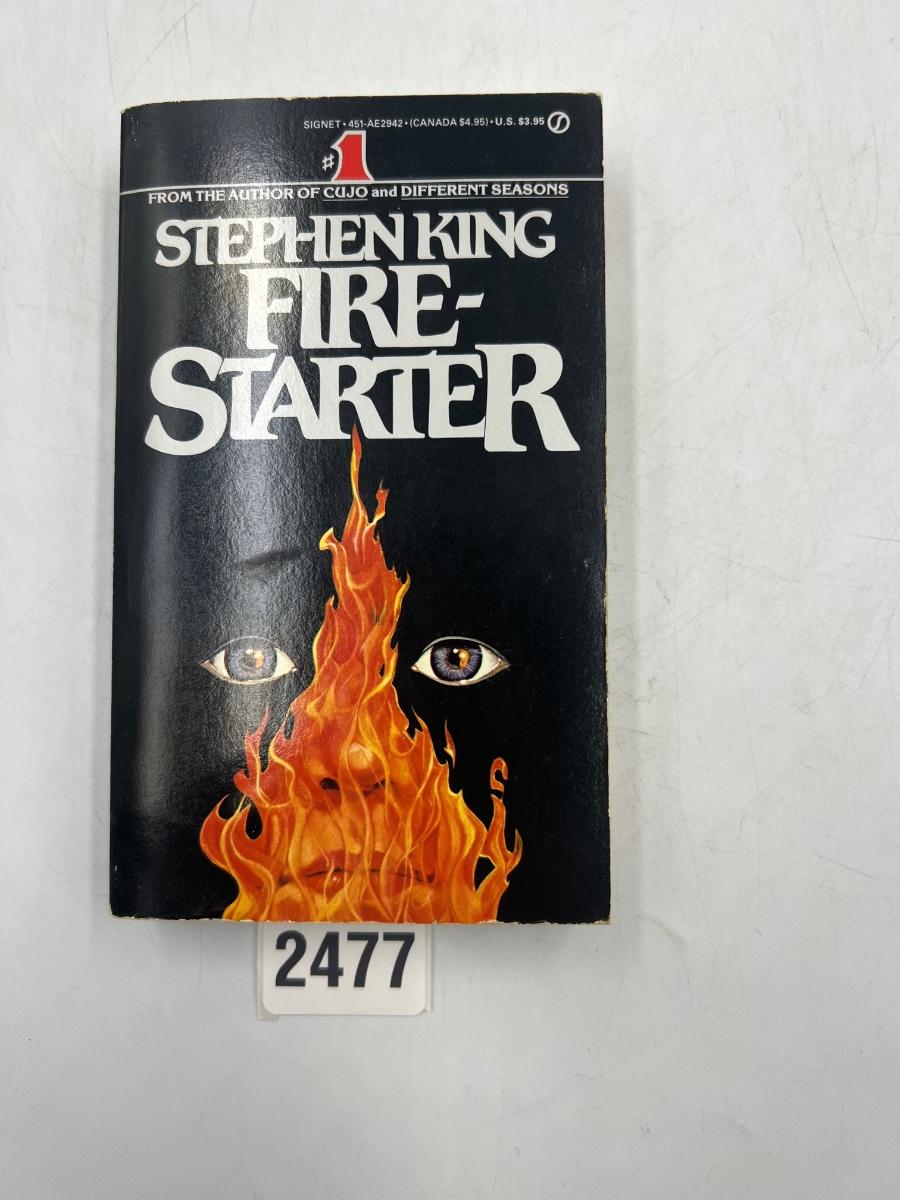 SIGNET • 451-AE2942 • (CANADA $4.95) • U.S. $3.95
#1
FROM THE AUTHOR OF CUJO and DIFFERENT SEASONS
STEPHEN KING
FIRE-
STARTER
2477